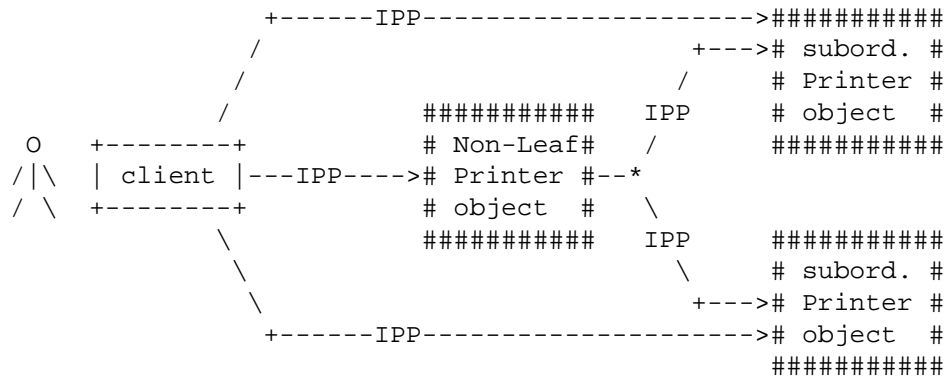 +------IPP--------------------->###########
/                          +--->#  subord. #
/                          /     # Printer #
/            ###########   IPP     # object  #
O   +--------+           # Non-Leaf#   /       ###########
/|\  | client |---IPP----># Printer #--*
/ \  +--------+           # object  #   \
\            ###########   IPP     ###########
\                           \     # subord. #
\                           +---># Printer #
+------IPP---------------------># object  #
###########